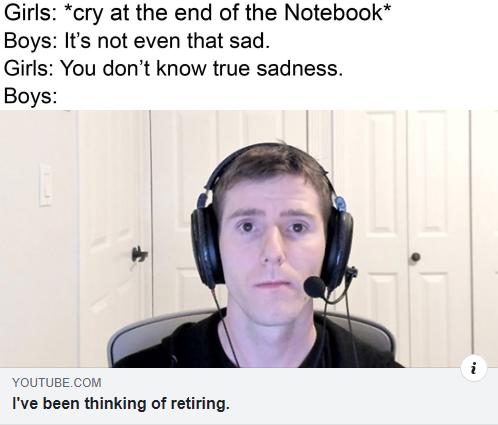 Girls: *cry at the end of the Notebook*
Boys: It’s not even that sad.
Girls: You don’t know true sadness.
Boys:
i
YOUTUBE.COM
I've been thinking of retiring.